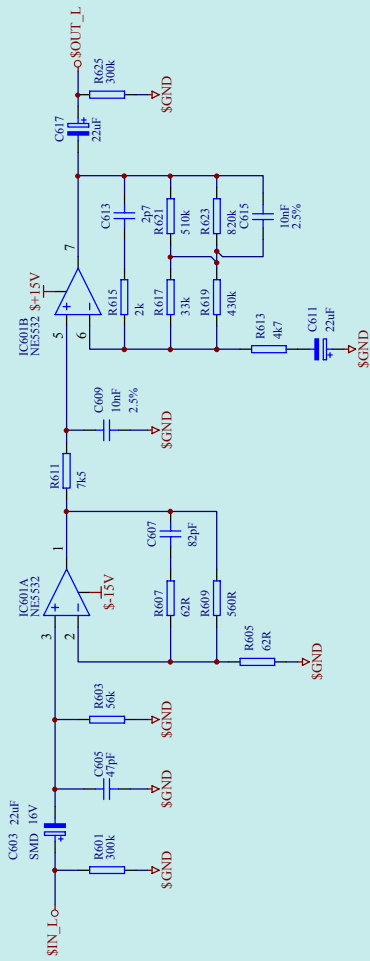 $IN_L
C603 22uF
SMD 16V
R601
300k
$GND
C605
47pF
$GND
R603
56k
$GND
IC601A
NE5532
3
2
1
+
−
$-15V
R607
62R
C607
82pF
R609
560R
R605
62R
$GND
R611
7k5
C609
10nF
2.5%
$GND
IC601B
NE5532
$+15V
5
6
7
+
−
R615
2k
C613
2p7
R617
33k
R621
510k
R619
430k
R623
820k
C615
10nF
2.5%
R613
4k7
C611
22uF
+
$GND
C617
22uF
+
R625
300k
$GND
$OUT_L
+